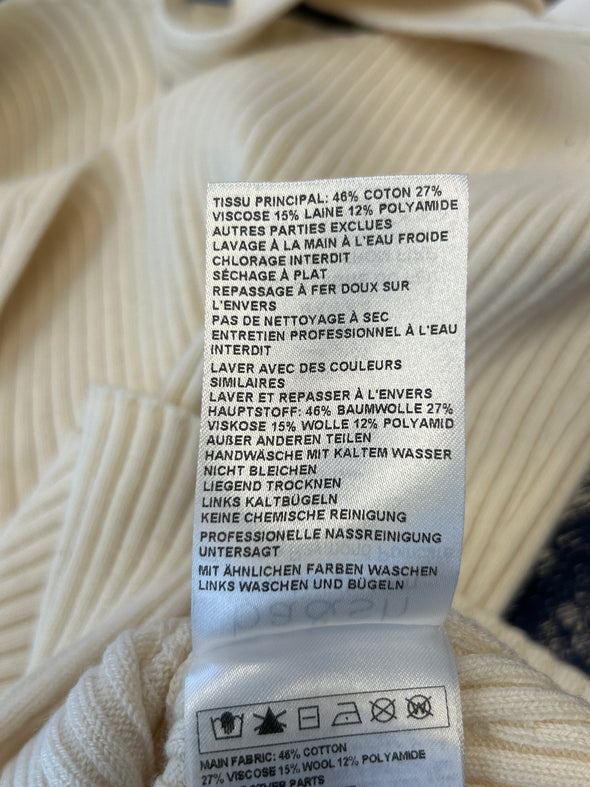 TISSU PRINCIPAL: 46% COTON 27%
VISCOSE 15% LAINE 12% POLYAMIDE
AUTRES PARTIES EXCLUES
LAVAGE À LA MAIN À L'EAU FROIDE
CHLORAGE INTERDIT
SÉCHAGE À PLAT
REPASSAGE À FER DOUX SUR
L'ENVERS
PAS DE NETTOYAGE À SEC
ENTRETIEN PROFESSIONNEL À L'EAU
INTERDIT
LAVER AVEC DES COULEURS
SIMILAIRES
LAVER ET REPASSER À L'ENVERS
HAUPTSTOFF: 46% BAUMWOLLE 27%
VISKOSE 15% WOLLE 12% POLYAMID
AUßER ANDEREN TEILEN
HANDWÄSCHE MIT KALTEM WASSER
NICHT BLEICHEN
LIEGEND TROCKNEN
LINKS KALTBÜGELN
KEINE CHEMISCHE REINIGUNG
PROFESSIONELLE NASSREINIGUNG
UNTERSAGT
MIT ÄHNLICHEN FARBEN WASCHEN
LINKS WASCHEN UND BÜGELN
ba&sh
W
MAIN FABRIC: 46% COTTON
27% VISCOSE 15% WOOL 12% POLYAMIDE
OTHER PARTS